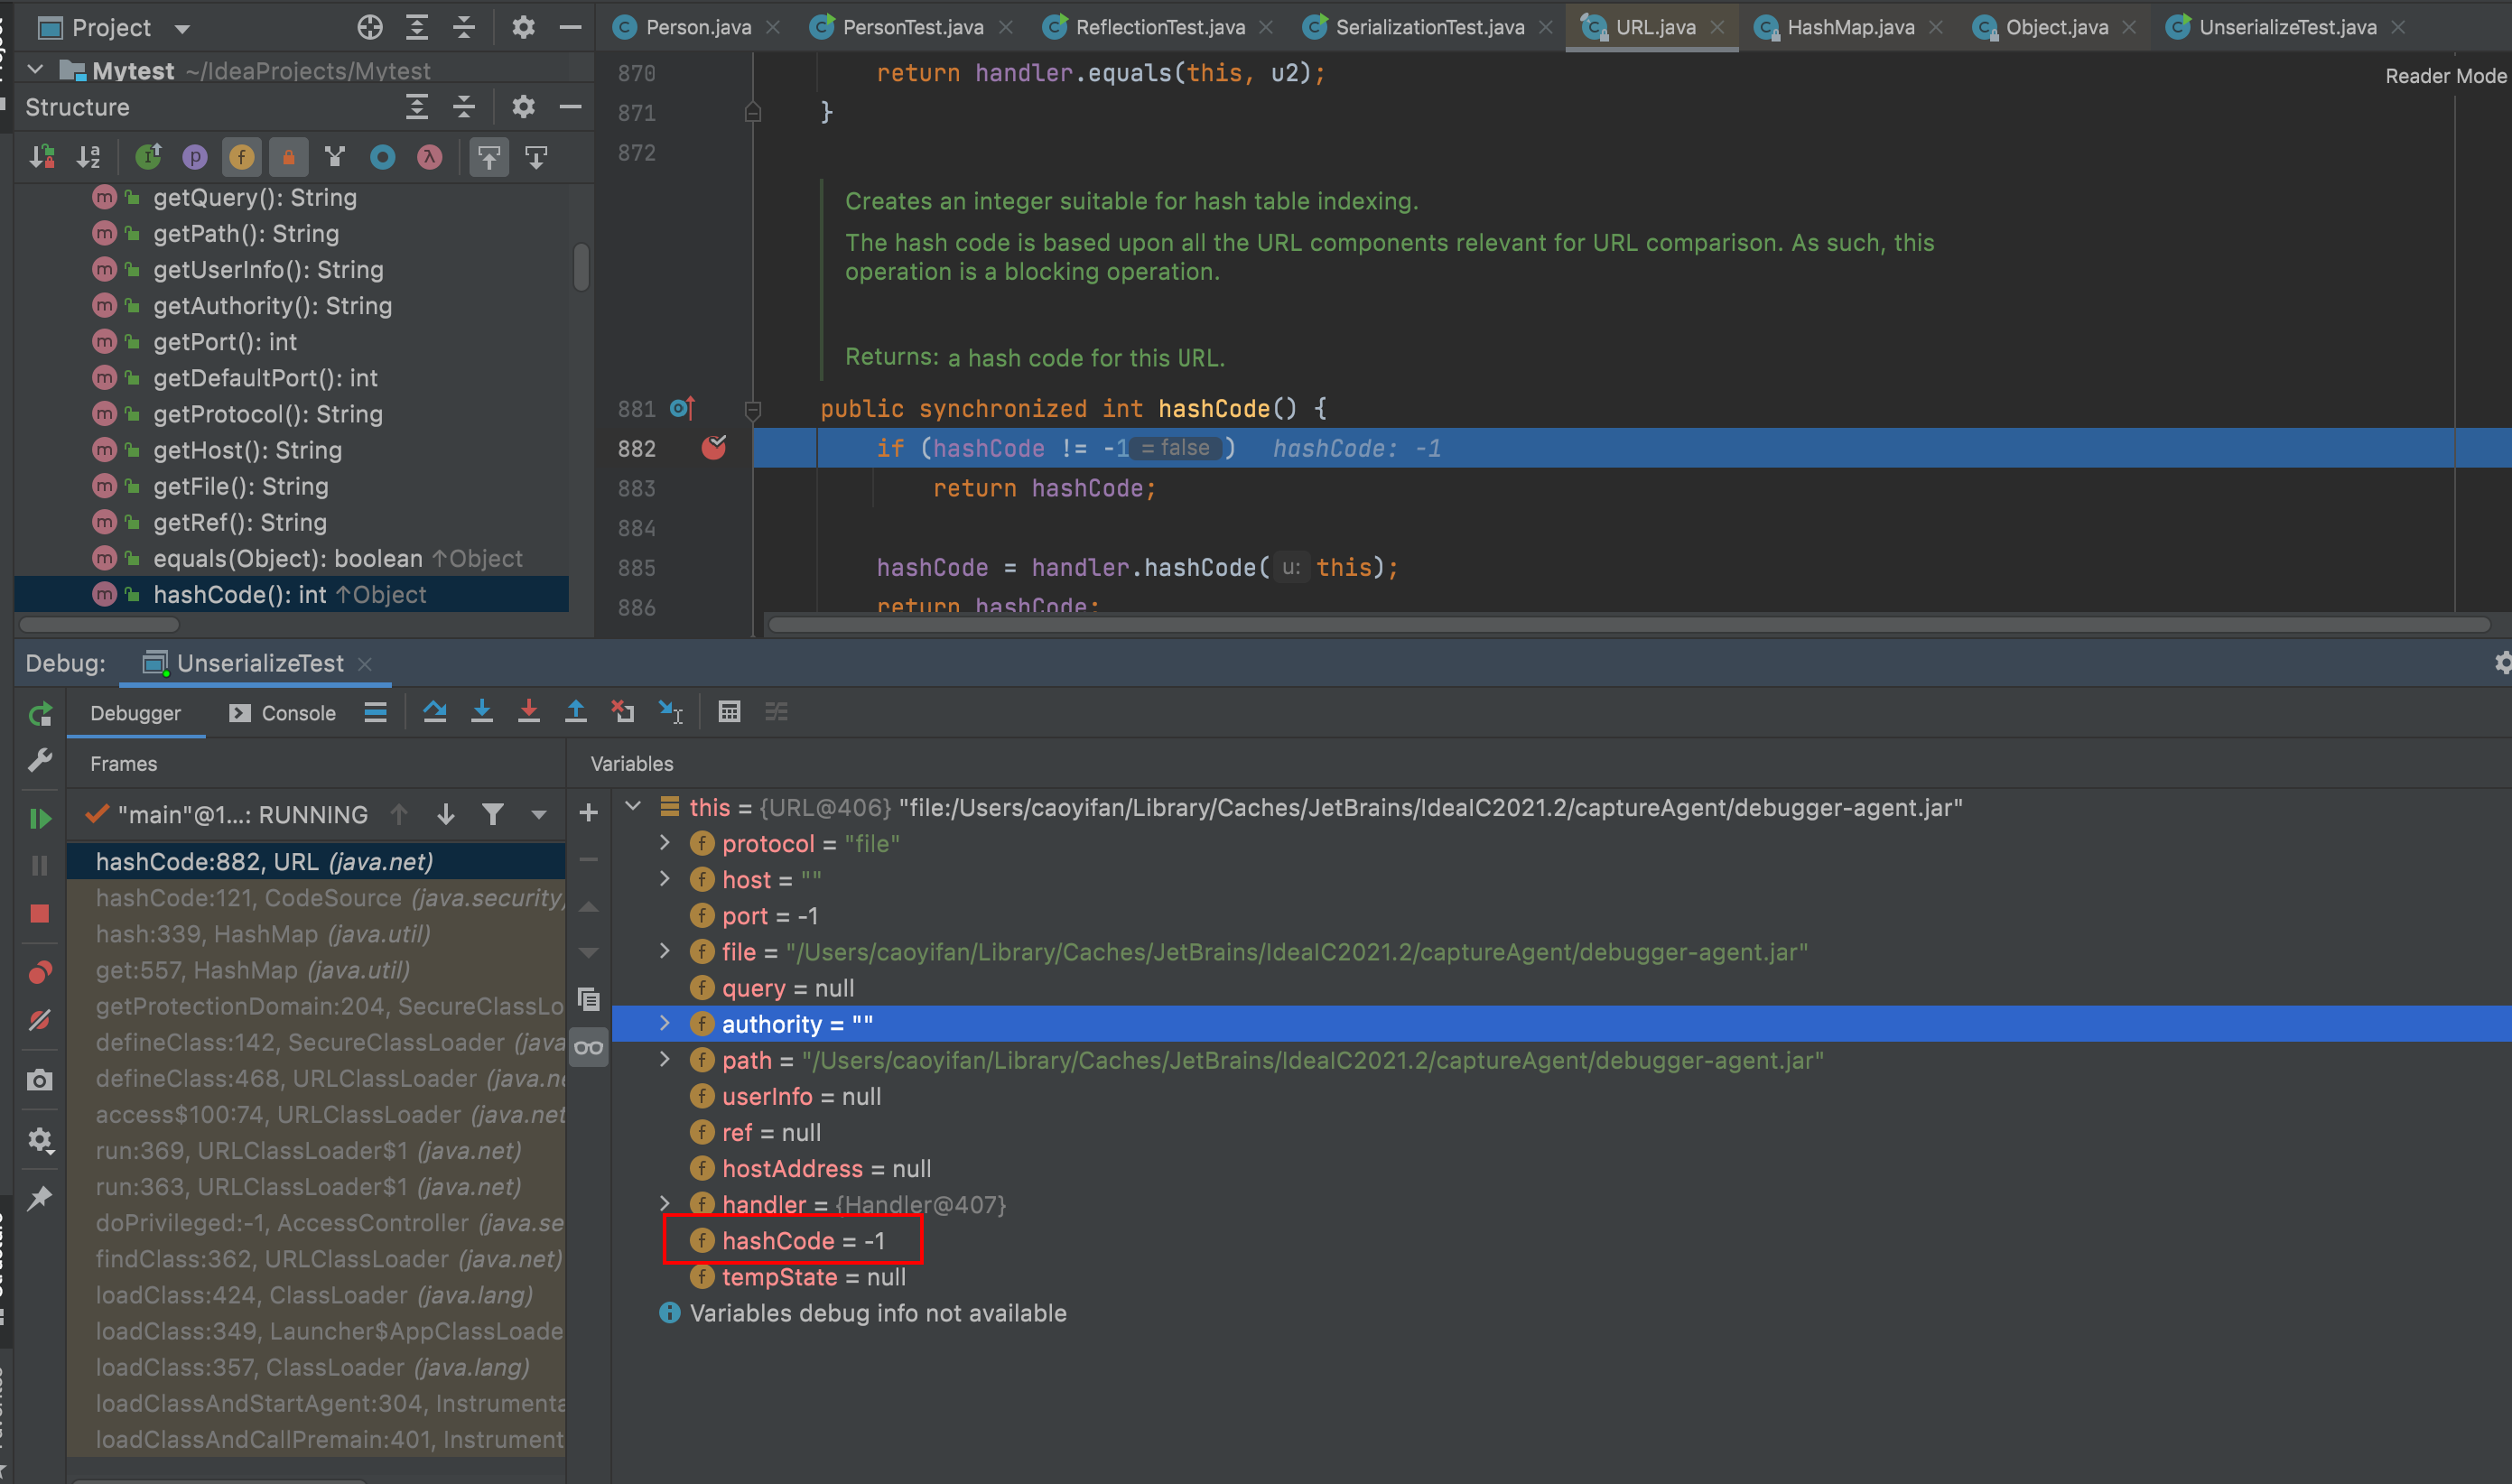 Project
Person.java
PersonTest.java
ReflectionTest.java
SerializationTest.java
URL.java
HashMap.java
Object.java
UnserializeTest.java
Mytest ~/IdeaProjects/Mytest
Structure
getQuery(): String
getPath(): String
getUserInfo(): String
getAuthority(): String
getPort(): int
getDefaultPort(): int
getProtocol(): String
getHost(): String
getFile(): String
getRef(): String
equals(Object): boolean ↑Object
hashCode(): int ↑Object
Reader Mode
870 return handler.equals(this, u2);
871 }
872
Creates an integer suitable for hash table indexing.
The hash code is based upon all the URL components relevant for URL comparison. As such, this
operation is a blocking operation.
Returns: a hash code for this URL.
881 public synchronized int hashCode() {
882 if (hashCode != -1 = false ) hashCode: -1
883 return hashCode;
884
885 hashCode = handler.hashCode( u: this);
886 return hashCode;
Debug: UnserializeTest
Debugger Console
Frames
Variables
"main"@1...: RUNNING
hashCode:882, URL (java.net)
hashCode:121, CodeSource (java.security)
hash:339, HashMap (java.util)
get:557, HashMap (java.util)
getProtectionDomain:204, SecureClassLo
defineClass:142, SecureClassLoader (java
defineClass:468, URLClassLoader (java.ne
access$100:74, URLClassLoader (java.net
run:369, URLClassLoader$1 (java.net)
run:363, URLClassLoader$1 (java.net)
doPrivileged:-1, AccessController (java.se
findClass:362, URLClassLoader (java.net)
loadClass:424, ClassLoader (java.lang)
loadClass:349, Launcher$AppClassLoade
loadClass:357, ClassLoader (java.lang)
loadClassAndStartAgent:304, Instrumenta
loadClassAndCallPremain:401, Instrument
this = {URL@406} "file:/Users/caoyifan/Library/Caches/JetBrains/IdeaIC2021.2/captureAgent/debugger-agent.jar"
protocol = "file"
host = ""
port = -1
file = "/Users/caoyifan/Library/Caches/JetBrains/IdeaIC2021.2/captureAgent/debugger-agent.jar"
query = null
authority = ""
path = "/Users/caoyifan/Library/Caches/JetBrains/IdeaIC2021.2/captureAgent/debugger-agent.jar"
userInfo = null
ref = null
hostAddress = null
handler = {Handler@407}
hashCode = -1
tempState = null
Variables debug info not available